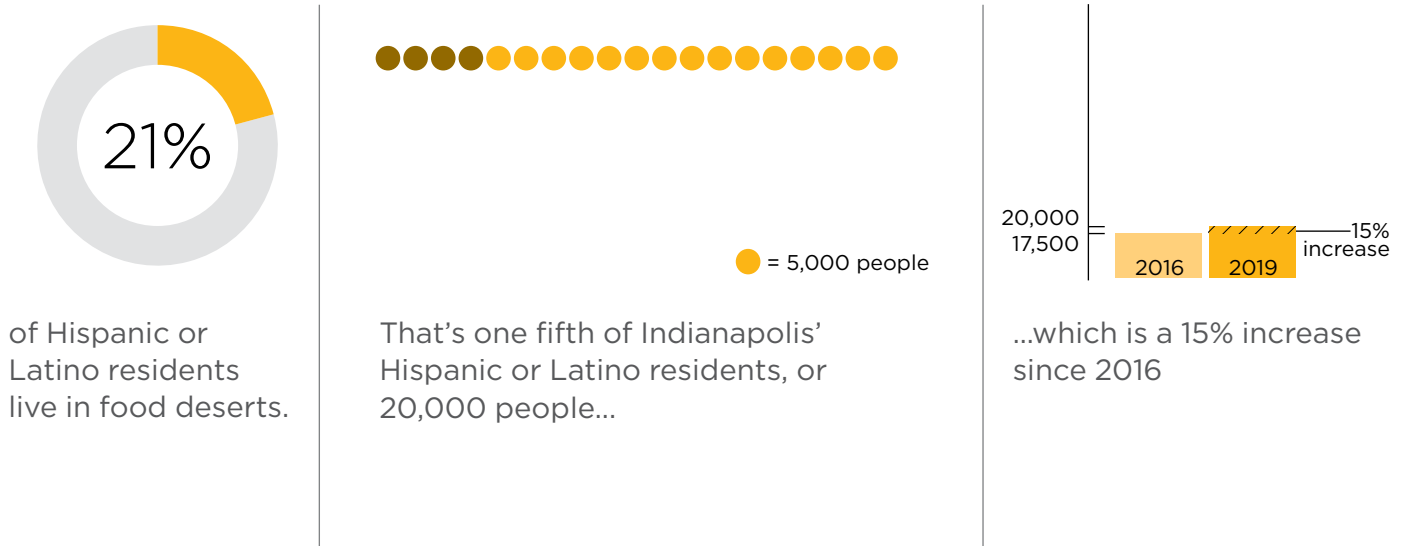 21%
of Hispanic or
Latino residents
live in food deserts.
= 5,000 people
That’s one fifth of Indianapolis’
Hispanic or Latino residents, or
20,000 people...
20,000
17,500
2016
2019
15%
increase
...which is a 15% increase
since 2016